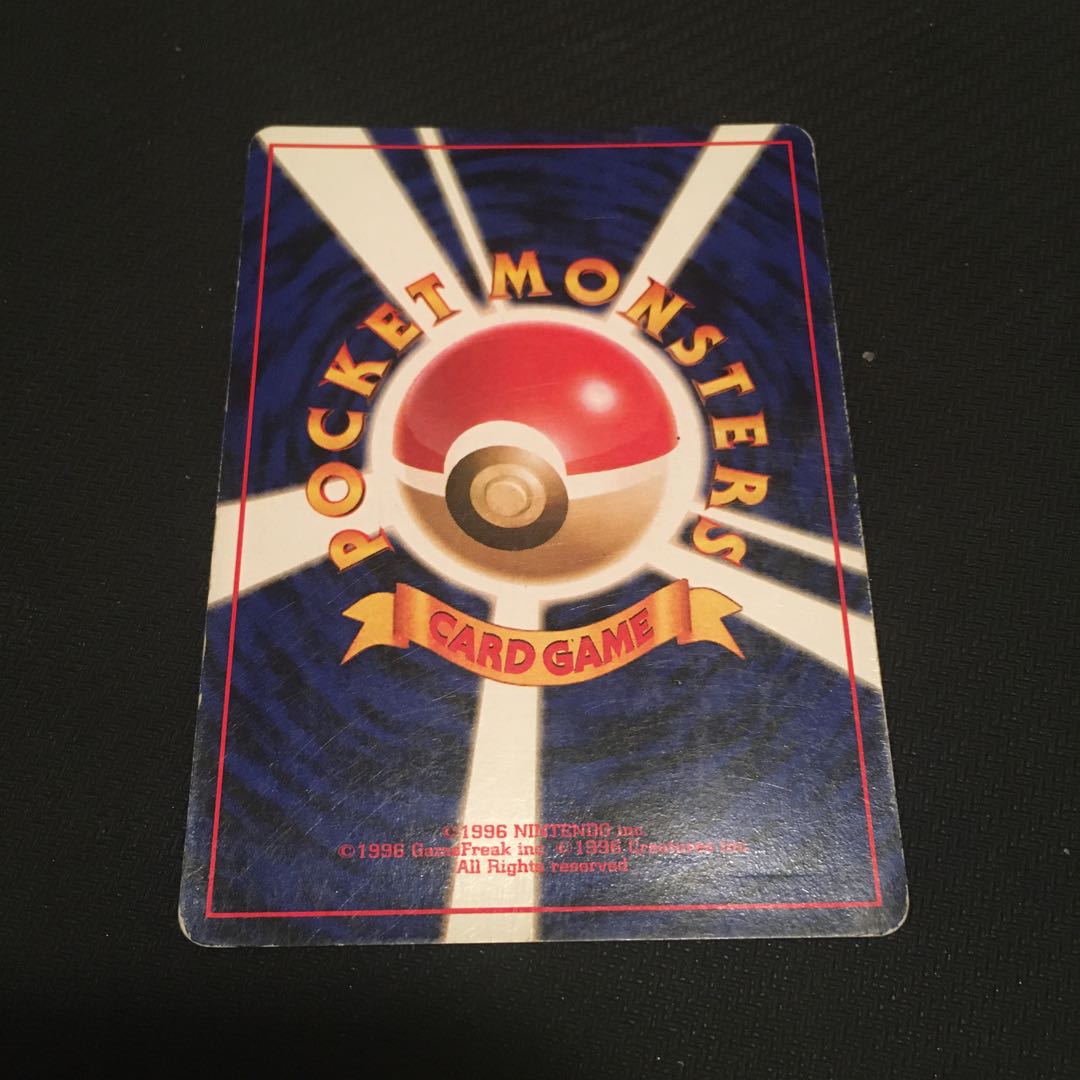 POCKET MONSTERS
CARD GAME
©1996 NINTENDO inc.
©1996 GameFreak inc. ©1996 Creatures inc.
All Rights reserved.